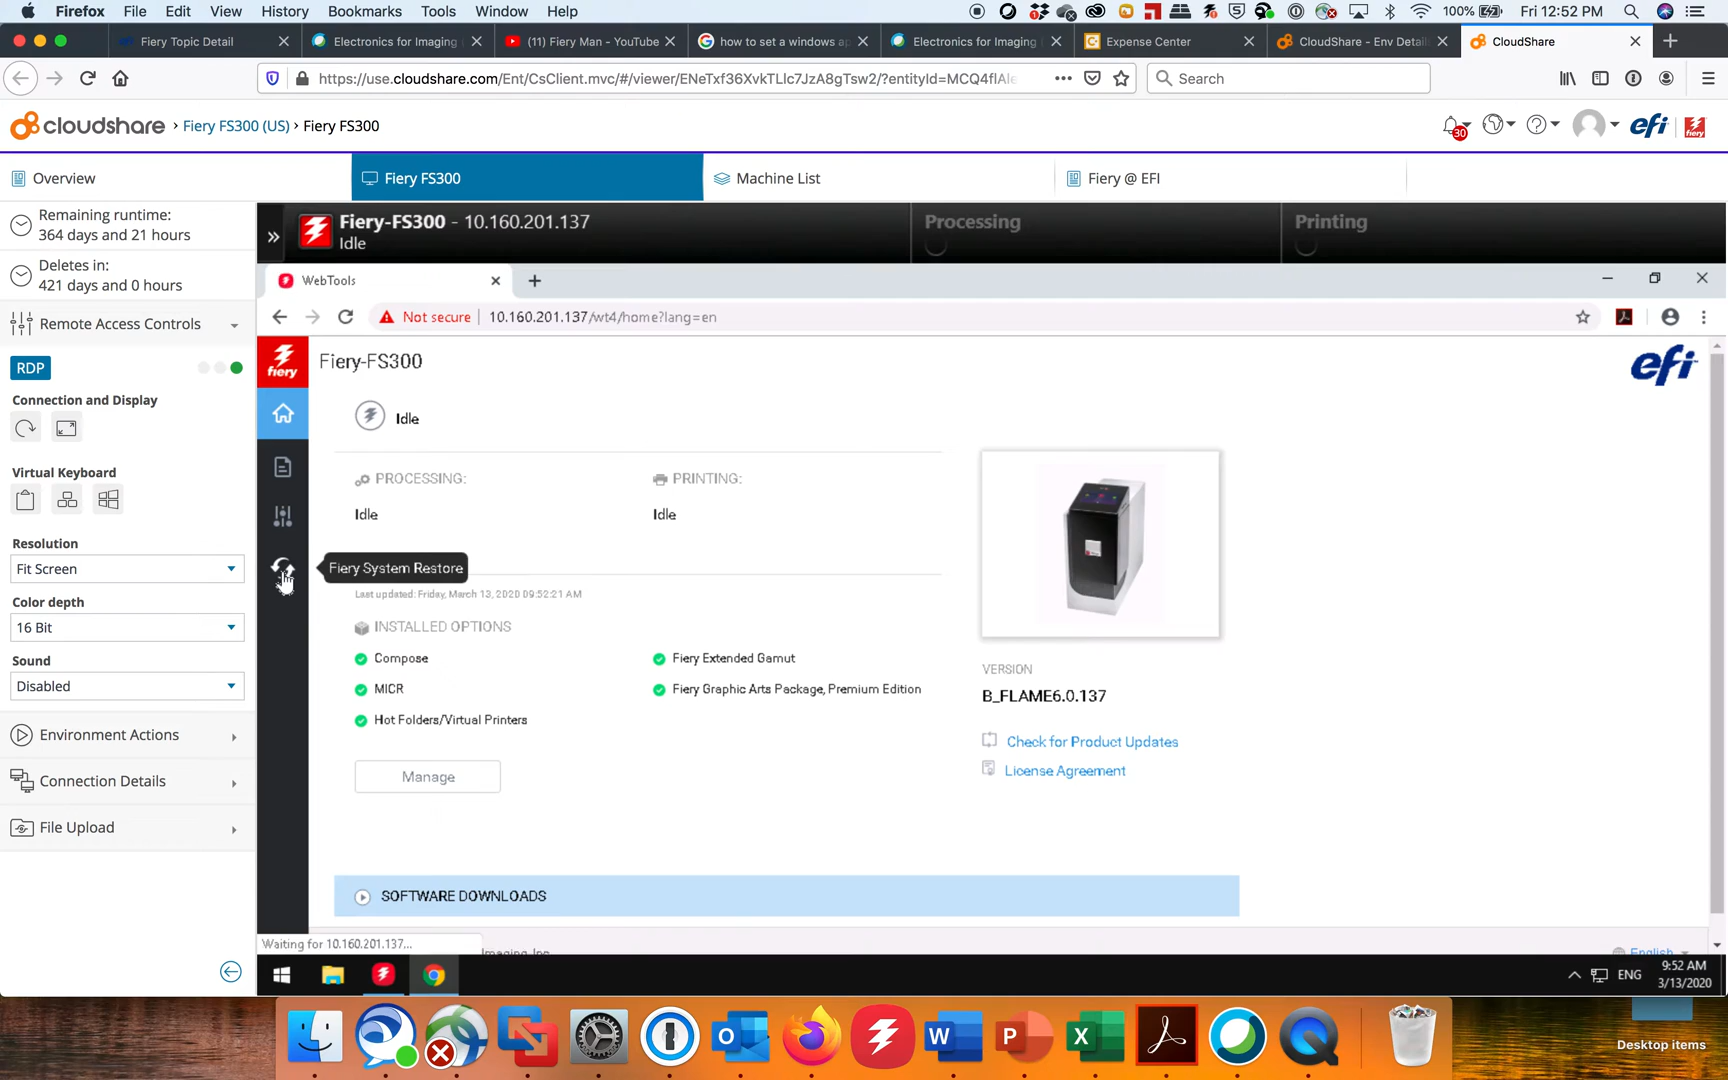 Firefox File Edit View History Bookmarks Tools Window Help 100% Fri 12:52 PM
Fiery Topic Detail Electronics for Imaging (11) Fiery Man - YouTube how to set a windows ap Electronics for Imaging Expense Center CloudShare - Env Detail CloudShare
https://use.cloudshare.com/Ent/CsClient.mvc/#/viewer/ENeTxf36XvkTLlc7JzA8gTsw2/?entityId=MCQ4flAl Search
cloudshare › Fiery FS300 (US) › Fiery FS300 30 efi fiery
Overview Fiery FS300 Machine List Fiery @ EFI
Remaining runtime:
364 days and 21 hours
Deletes in:
421 days and 0 hours
Remote Access Controls
RDP
Connection and Display
Virtual Keyboard
Resolution
Fit Screen
Color depth
16 Bit
Sound
Disabled
Environment Actions
Connection Details
File Upload
Fiery-FS300 - 10.160.201.137
Idle
Processing
Printing
WebTools
Not secure 10.160.201.137/wt4/home?lang=en
fiery
Fiery-FS300
efi
Idle
PROCESSING: PRINTING:
Idle Idle
Fiery System Restore
Last updated: Friday, March 13, 2020 09:52:21 AM
INSTALLED OPTIONS
Compose Fiery Extended Gamut
MICR Fiery Graphic Arts Package, Premium Edition
Hot Folders/Virtual Printers
Manage
VERSION
B_FLAME6.0.137
Check for Product Updates
License Agreement
SOFTWARE DOWNLOADS
Waiting for 10.160.201.137...
Imaging, Inc.
English
ENG 9:52 AM
3/13/2020
Desktop items